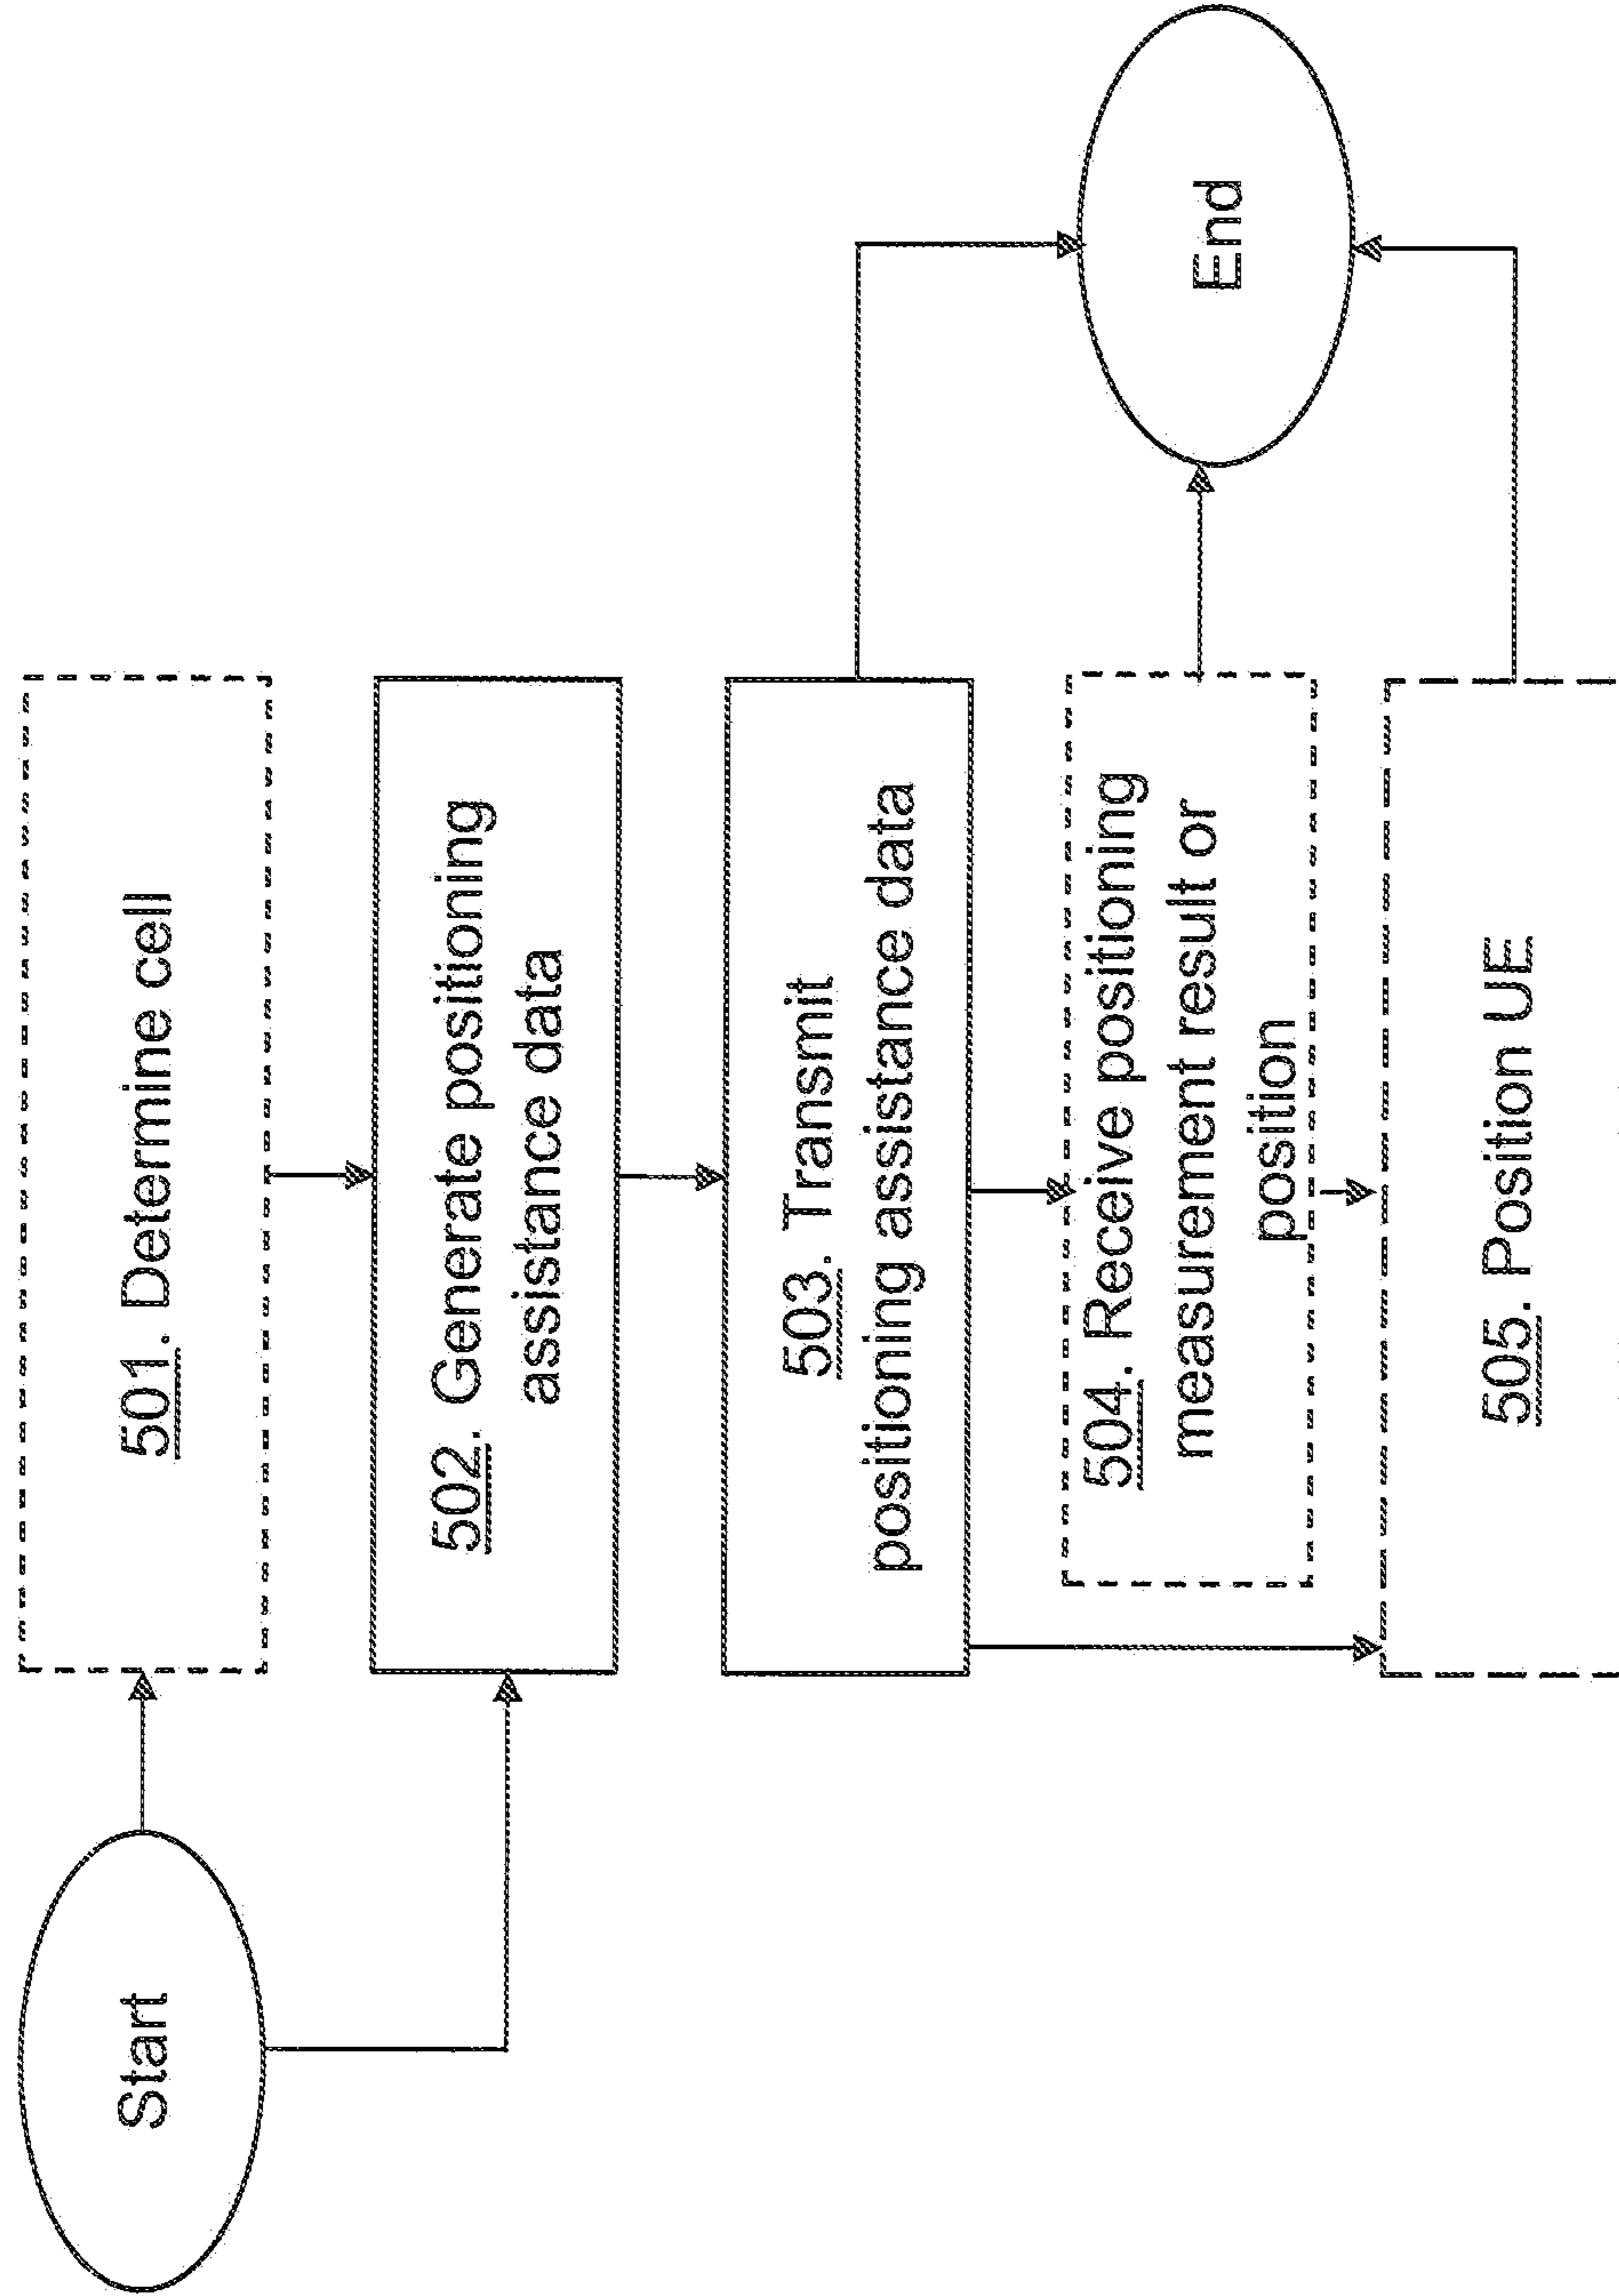 Start
501. Determine cell
502. Generate positioning
assistance data
503. Transmit
positioning assistance data
504. Receive positioning
measurement result or
position
505. Position UE
End